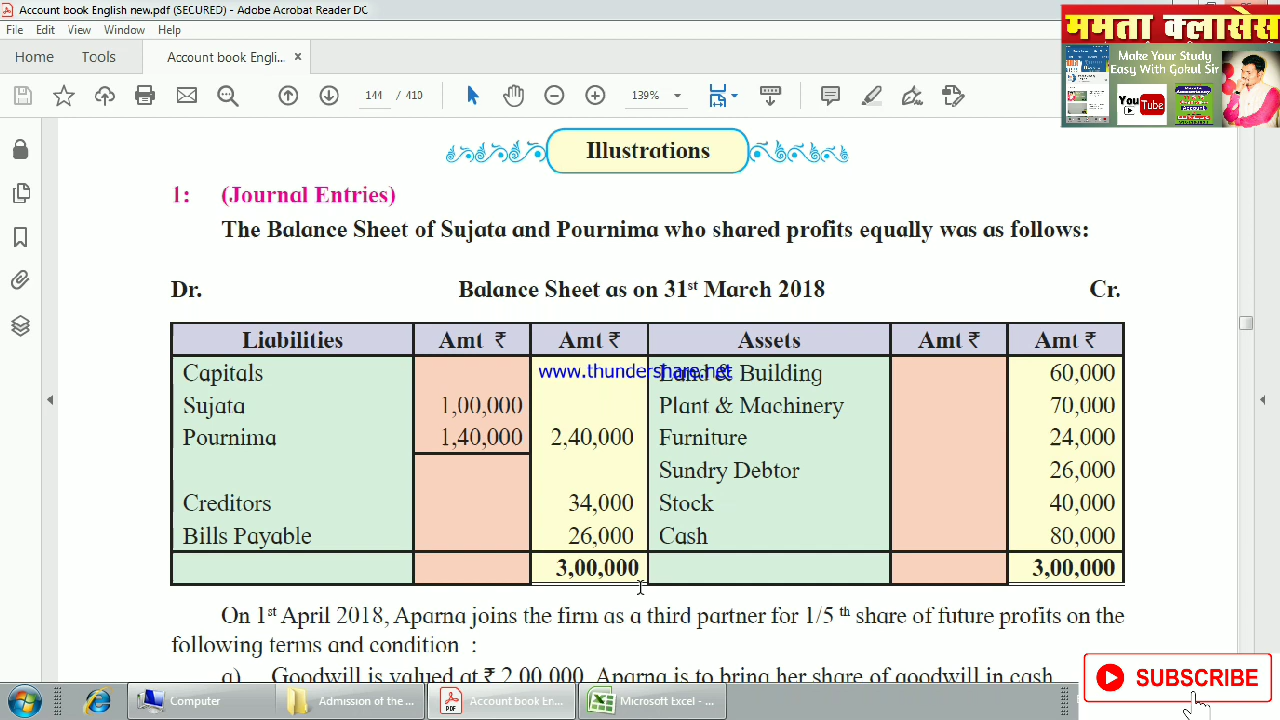 Account book English new.pdf (SECURED) - Adobe Acrobat Reader DC
File Edit View Window Help
Home Tools Account book Engli... ×
144 / 410 139%
ममता क्लासेस
Make Your Study
Easy With Gokul Sir
You Tube
Illustrations
1: (Journal Entries)
The Balance Sheet of Sujata and Pournima who shared profits equally was as follows:
Dr. Balance Sheet as on 31st March 2018 Cr.
Liabilities Amt ₹ Amt ₹ Assets Amt ₹ Amt ₹
Capitals Land & Building 60,000
www.thundershare.net
Sujata 1,00,000 Plant & Machinery 70,000
Pournima 1,40,000 2,40,000 Furniture 24,000
Sundry Debtor 26,000
Creditors 34,000 Stock 40,000
Bills Payable 26,000 Cash 80,000
3,00,000 3,00,000
On 1st April 2018, Aparna joins the firm as a third partner for 1/5 th share of future profits on the
following terms and condition :
a) Goodwill is valued at ₹ 2,00,000. Aparna is to bring her share of goodwill in cash
SUBSCRIBE
Computer Admission of the ... Account book En... Microsoft Excel - ...